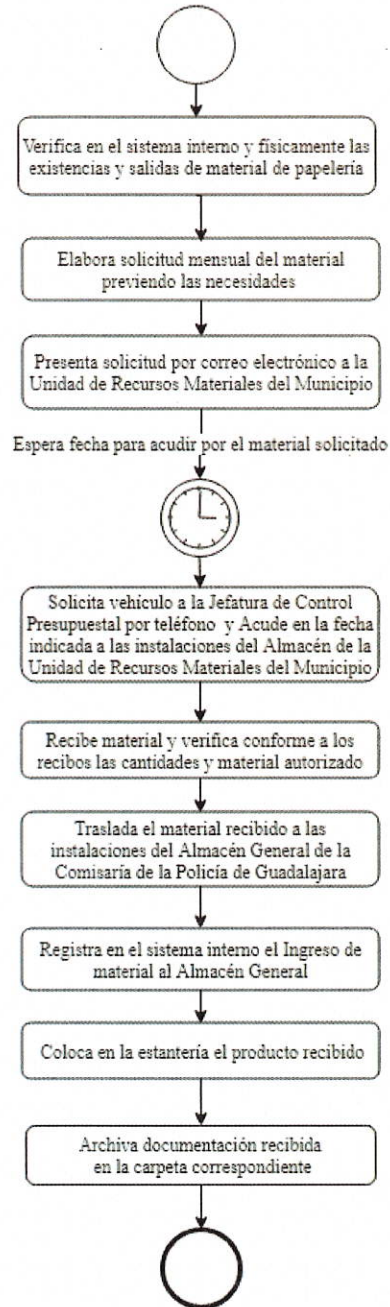 Verifica en el sistema interno y físicamente las
existencias y salidas de material de papelería
Elabora solicitud mensual del material
previendo las necesidades
Presenta solicitud por correo electrónico a la
Unidad de Recursos Materiales del Municipio
Espera fecha para acudir por el material solicitado
Solicita vehículo a la Jefatura de Control
Presupuestal por teléfono y Acude en la fecha
indicada a las instalaciones del Almacén de la
Unidad de Recursos Materiales del Municipio
Recibe material y verifica conforme a los
recibos las cantidades y material autorizado
Traslada el material recibido a las
instalaciones del Almacén General de la
Comisaría de la Policía de Guadalajara
Registra en el sistema interno el Ingreso de
material al Almacén General
Coloca en la estantería el producto recibido
Archiva documentación recibida
en la carpeta correspondiente